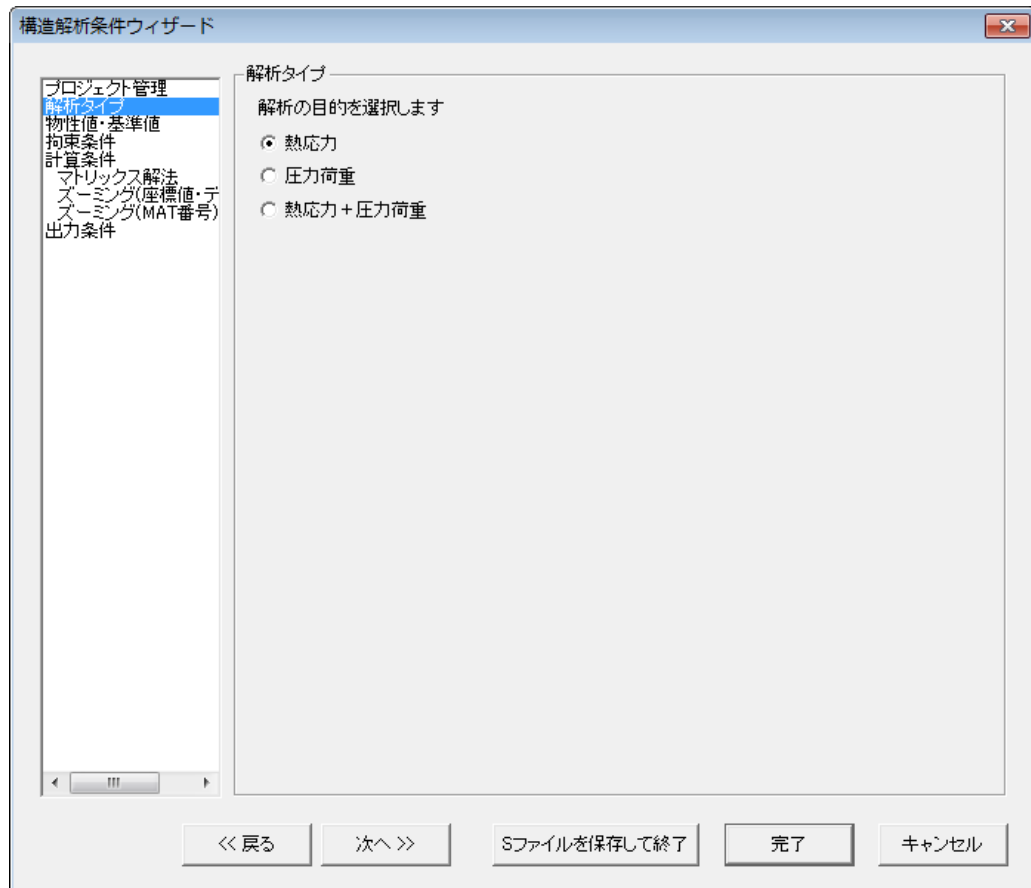 構造解析条件ウィザード
プロジェクト管理
解析タイプ
物性値・基準値
拘束条件
計算条件
マトリックス解法
ズーミング(座標値・デ
ズーミング(MAT番号)
出力条件
解析タイプ
解析の目的を選択します
熱応力
圧力荷重
熱応力+圧力荷重
<< 戻る
次へ >>
Sファイルを保存して終了
完了
キャンセル